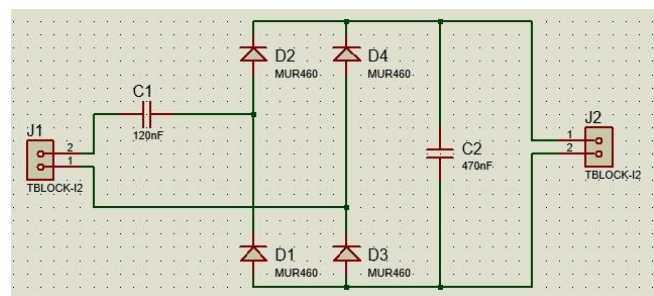 D2
MUR460
D4
MUR460
C1
120nF
J1
2
1
TBLOCK-I2
C2
470nF
J2
1
2
TBLOCK-I2
D1
MUR460
D3
MUR460